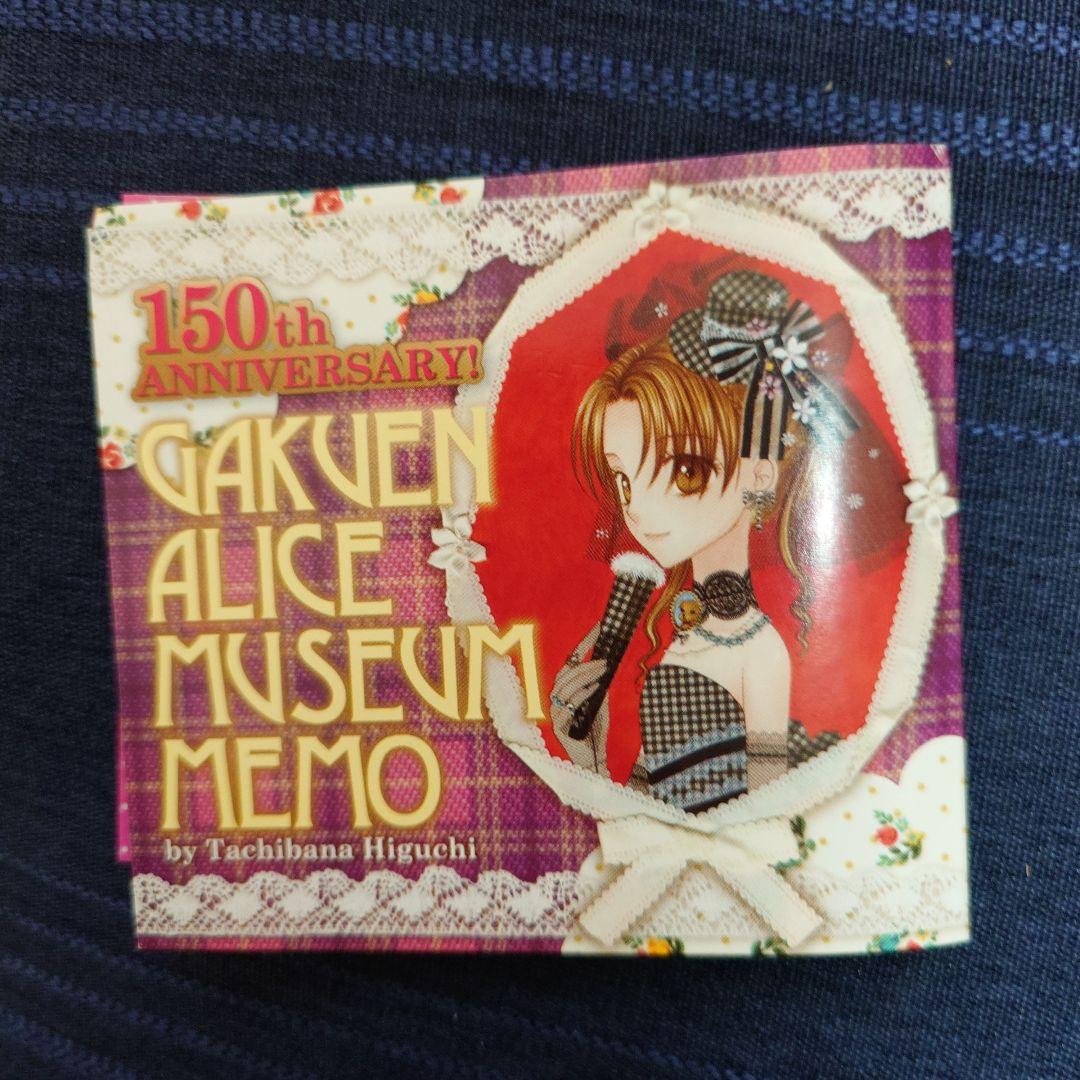 150th
ANNIVERSARY!
GAKUEN
ALICE
MUSEUM
MEMO
by Tachibana Higuchi